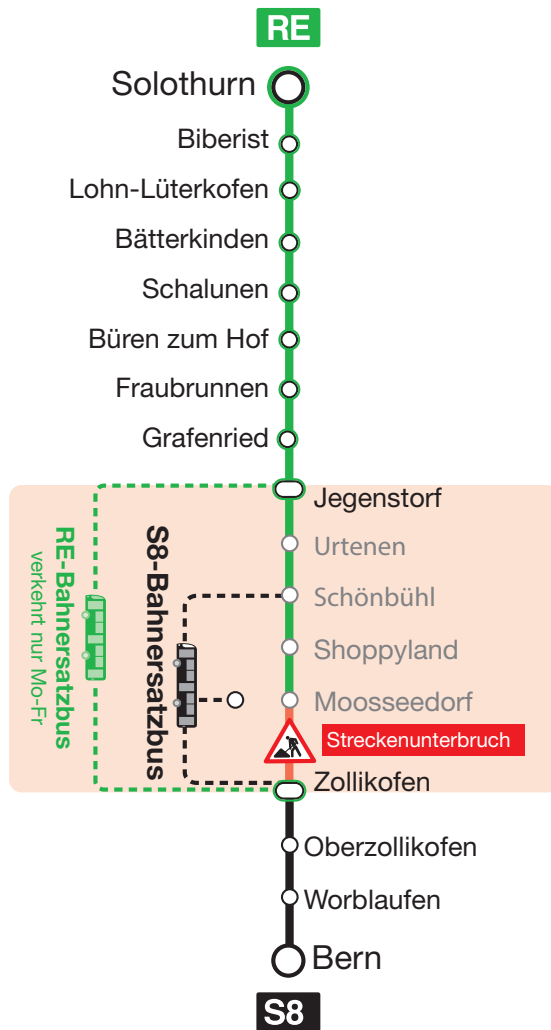 RE
Solothurn
Biberist
Lohn-Lüterkofen
Bätterkinden
Schalunen
Büren zum Hof
Fraubrunnen
Grafenried
Jegenstorf
Urtenen
Schönbühl
Shoppyland
Moosseedorf
Streckenunterbruch
Zollikofen
RE-Bahnersatzbus
verkehrt nur Mo-Fr
S8-Bahnersatzbus
Oberzollikofen
Worblaufen
Bern
S8